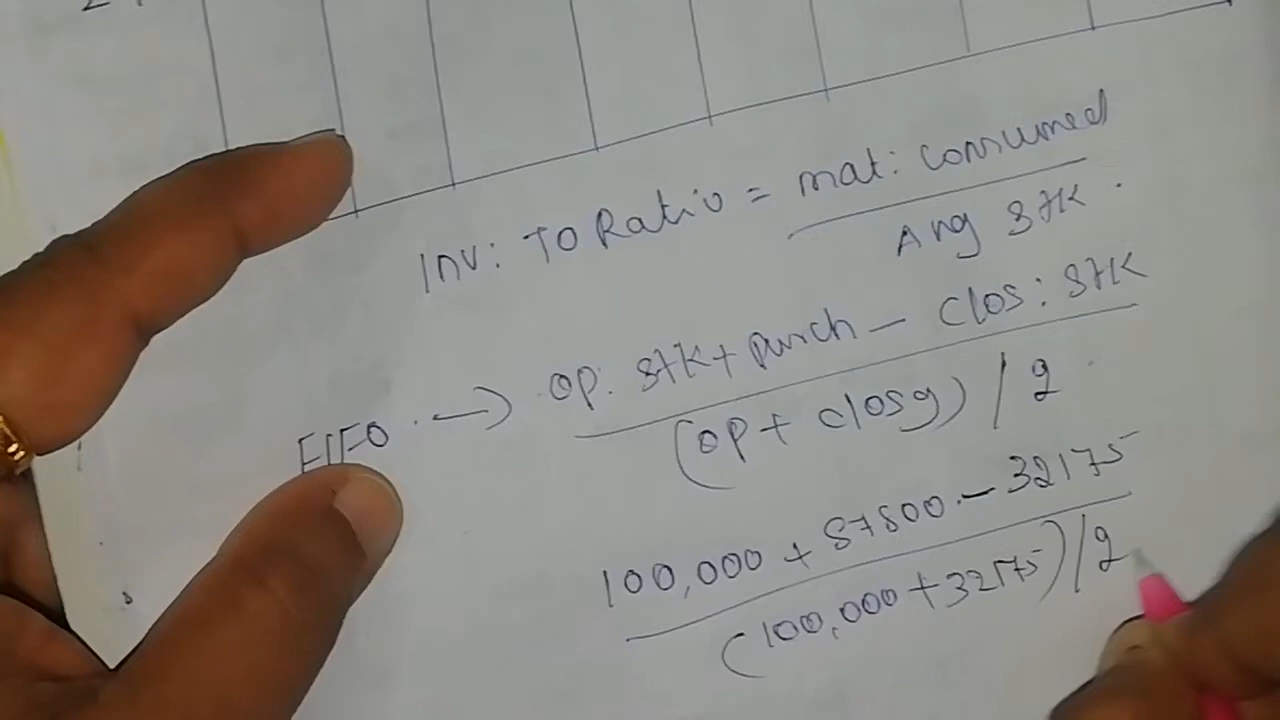 Inv: TO Ratio = mat: consumed
Avg stk.
FIFO → op: stk + purch - clos: stk
(op + closg) / 2
100,000 + 87800 - 32175
(100,000 + 32175) / 2